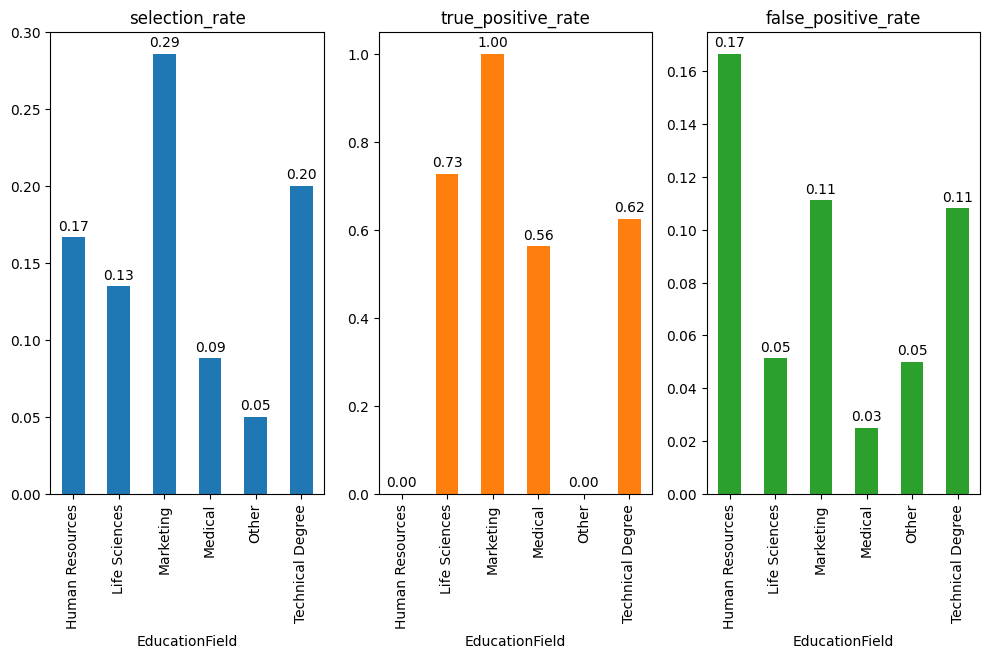 selection_rate
0.30
0.25
0.20
0.15
0.10
0.05
0.00
0.17
0.13
0.29
0.09
0.05
0.20
Human Resources
Life Sciences
Marketing
Medical
Other
Technical Degree
EducationField
true_positive_rate
1.0
0.8
0.6
0.4
0.2
0.0
0.00
0.73
1.00
0.56
0.00
0.62
Human Resources
Life Sciences
Marketing
Medical
Other
Technical Degree
EducationField
false_positive_rate
0.16
0.14
0.12
0.10
0.08
0.06
0.04
0.02
0.00
0.17
0.05
0.11
0.03
0.05
0.11
Human Resources
Life Sciences
Marketing
Medical
Other
Technical Degree
EducationField